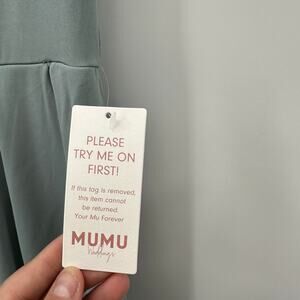 PLEASE
TRY ME ON
FIRST!
If this tag is removed,
this item cannot
be returned.
Your Mu Forever
MUMU
Weddings